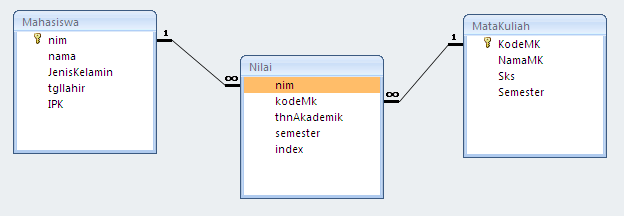 Mahasiswa
nim
nama
JenisKelamin
tgllahir
IPK
1
∞
Nilai
nim
kodeMk
thnAkademik
semester
index
∞
1
MataKuliah
KodeMK
NamaMK
Sks
Semester